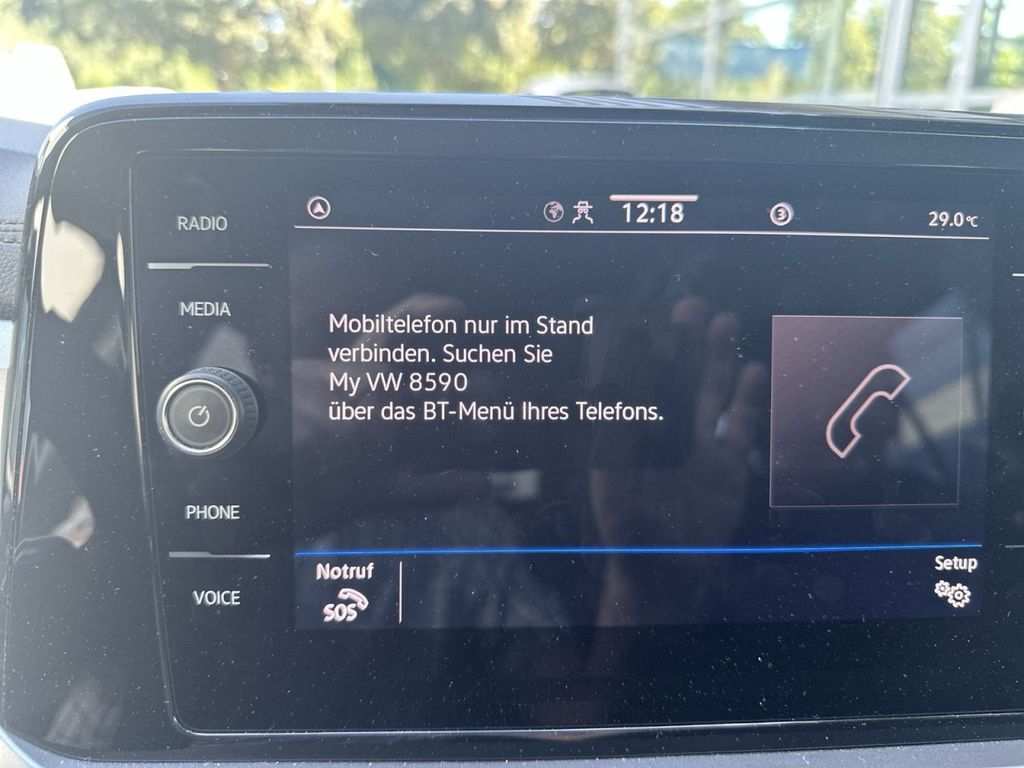 RADIO
12:18
3
29.0°C
MEDIA
Mobiltelefon nur im Stand
verbinden. Suchen Sie
My VW 8590
über das BT-Menü Ihres Telefons.
PHONE
VOICE
Notruf
SOS
Setup